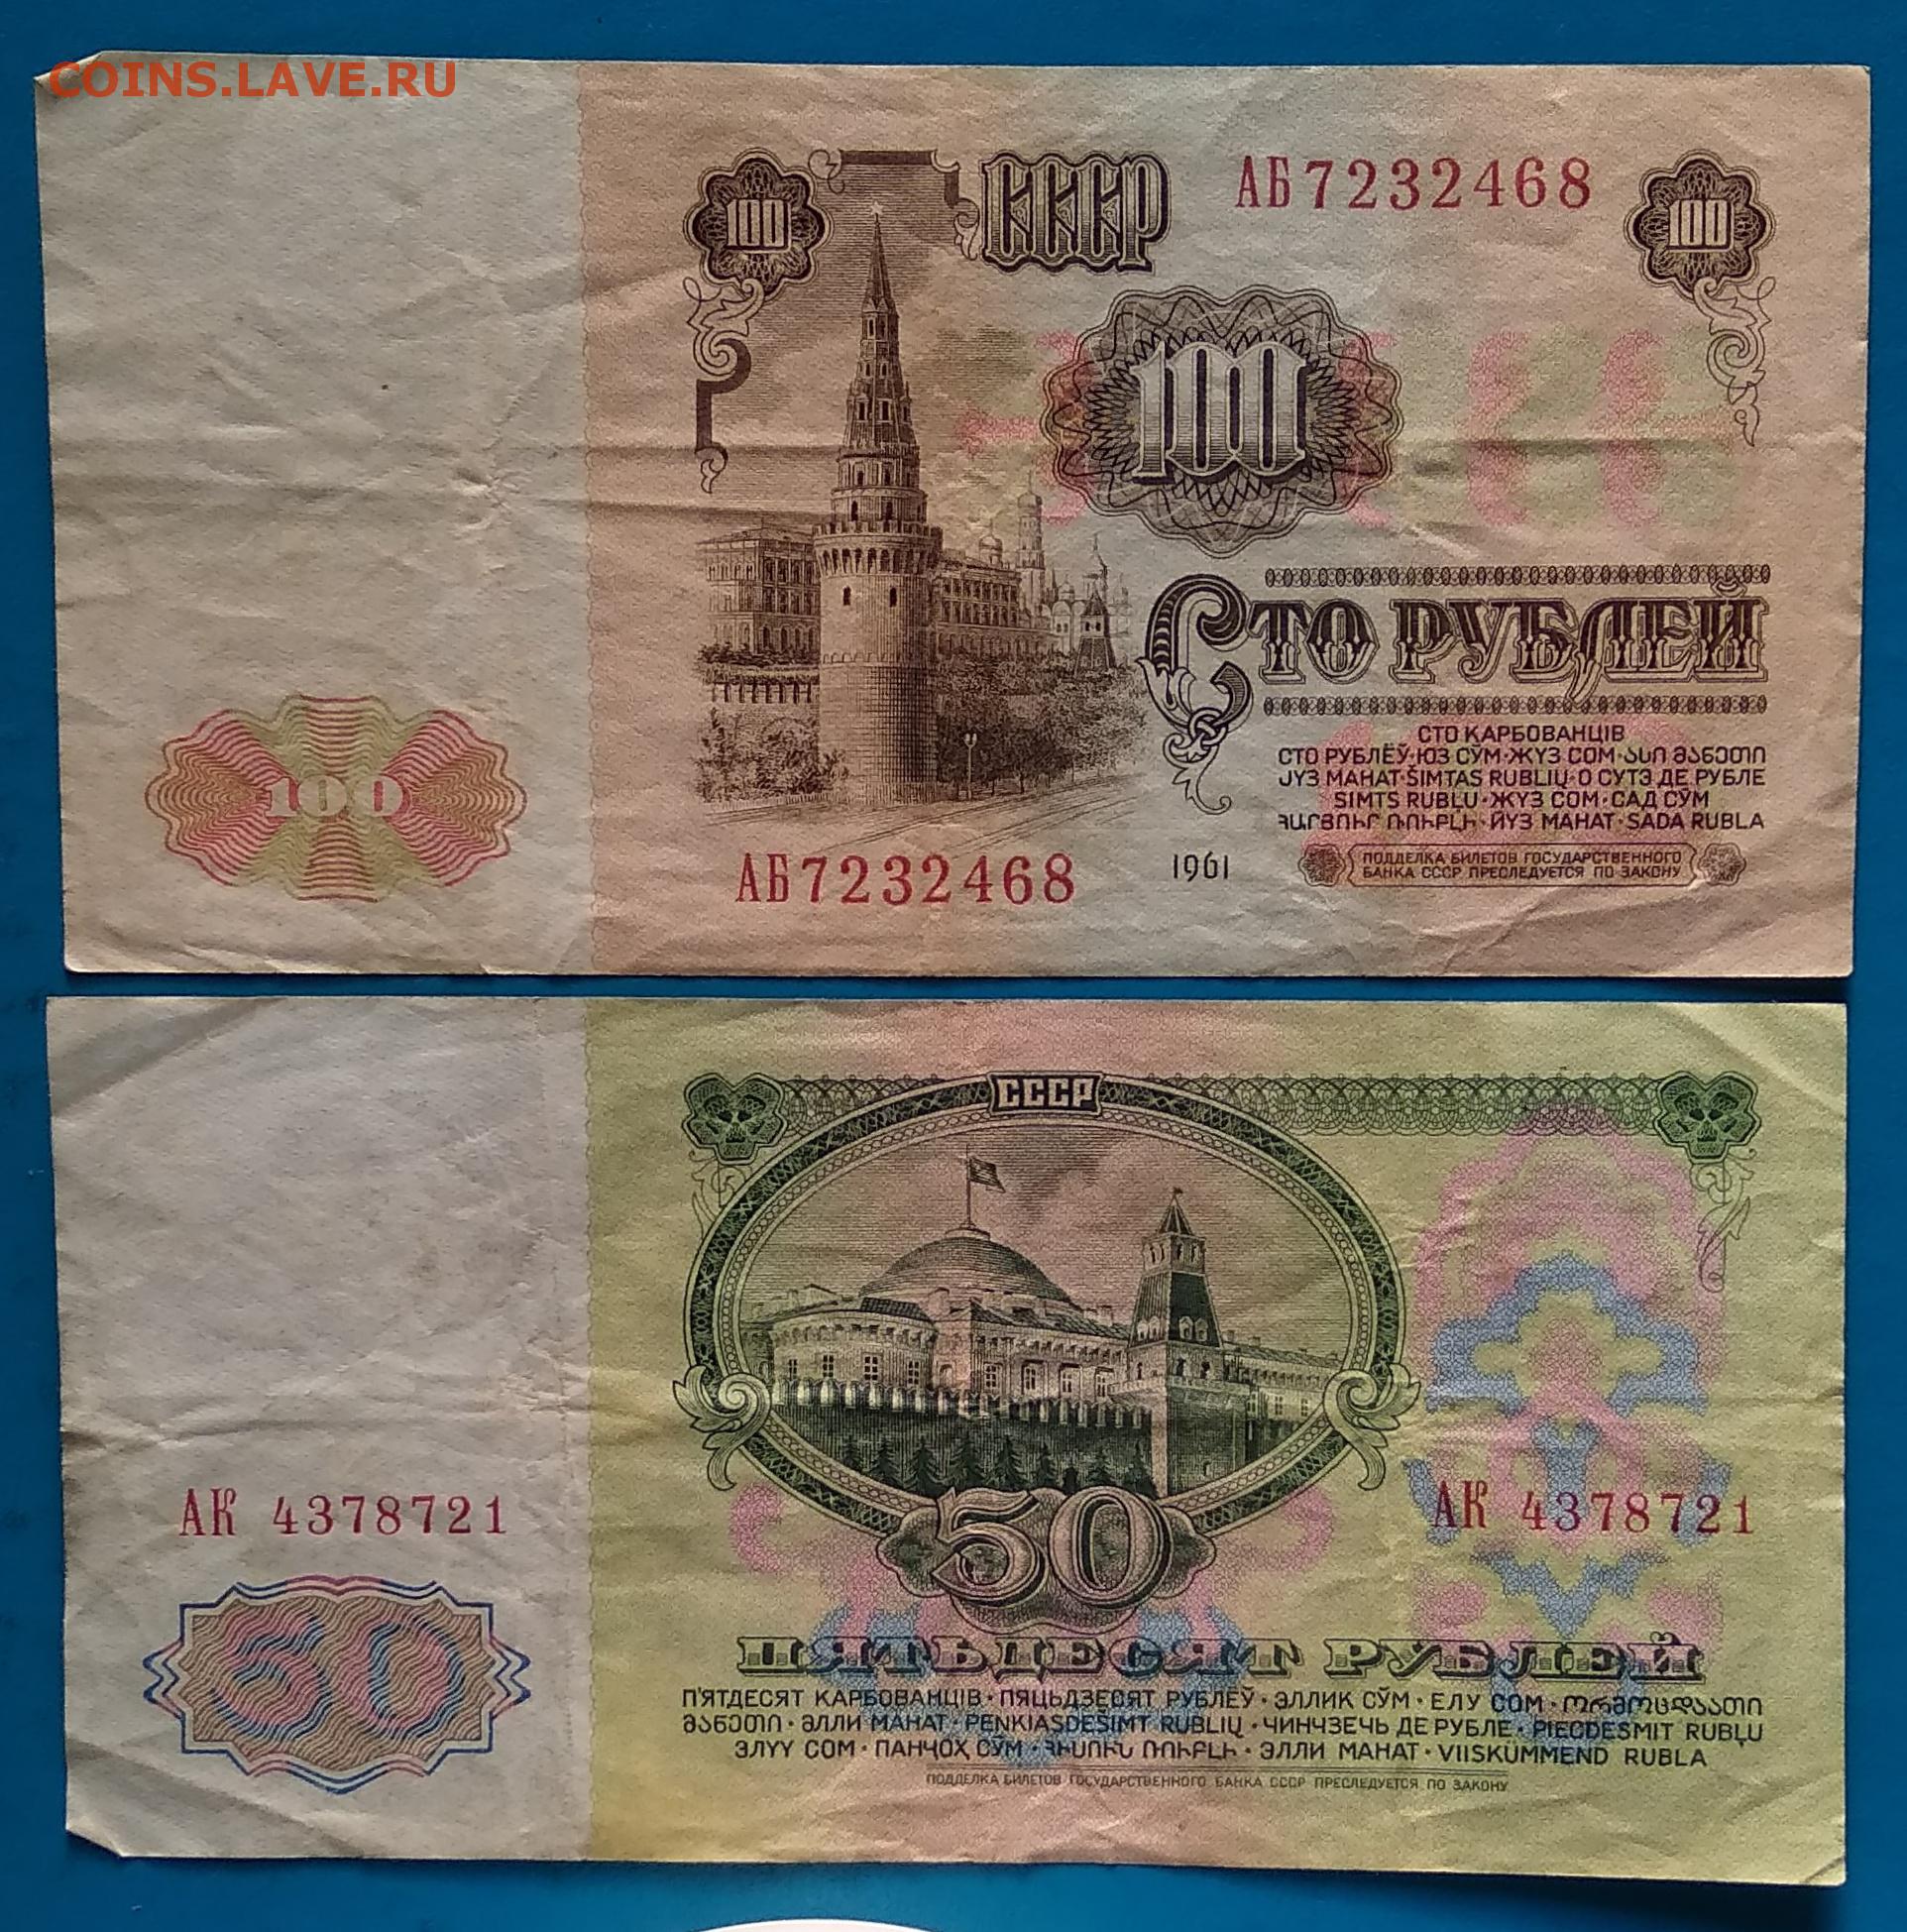 COINS.LAVE.RU
100
СССР
АБ7232468
100
100
СТО РУБЛЕЙ
СТО КАРБОВАНЦІВ
СТО РУБЛЁЎ·ЮЗ СЎМ·ЖҮЗ СОМ·ᲐᲡᲘ ᲛᲐᲜᲔᲗᲘ
ЈҮЗ МАНАТ·ŠIMTAS RUBLIŲ·О СУТЭ ДЕ РУБЛЕ
SIMTS RUBĻU·ЖҮЗ СОМ·САД СЎМ
ՀԱՐՅՈՒՐ ՌՈՒԲԼԻ·ЙҮЗ МАНАТ·SADA RUBLA
100
АБ7232468
1961
ПОДДЕЛКА БИЛЕТОВ ГОСУДАРСТВЕННОГО
БАНКА СССР ПРЕСЛЕДУЕТСЯ ПО ЗАКОНУ
СССР
АК 4378721
АК 4378721
50
50
ПЯТЬДЕСЯТ РУБЛЕЙ
П'ЯТДЕСЯТ КАРБОВАНЦІВ·ПЯЦЬДЗЕСЯТ РУБЛЁЎ·ЭЛЛИК СЎМ·ЕЛУ СОМ·ᲝᲠᲛᲝᲪᲓᲐᲐᲗᲘ
ᲛᲐᲜᲔᲗᲘ·ӘЛЛИ МАНАТ·PENKIASDEŠIMT RUBLIŲ·ЧИНЧЗЕЧЬ ДЕ РУБЛЕ·PIECDESMIT RUBĻU
ЭЛҮҮ СОМ·ПАНҶОҲ СЎМ·ՀԻՍՈՒՆ ՌՈՒԲԼԻ·ЭЛЛИ МАНАТ·VIISKÜMMEND RUBLA
ПОДДЕЛКА БИЛЕТОВ ГОСУДАРСТВЕННОГО БАНКА СССР ПРЕСЛЕДУЕТСЯ ПО ЗАКОНУ